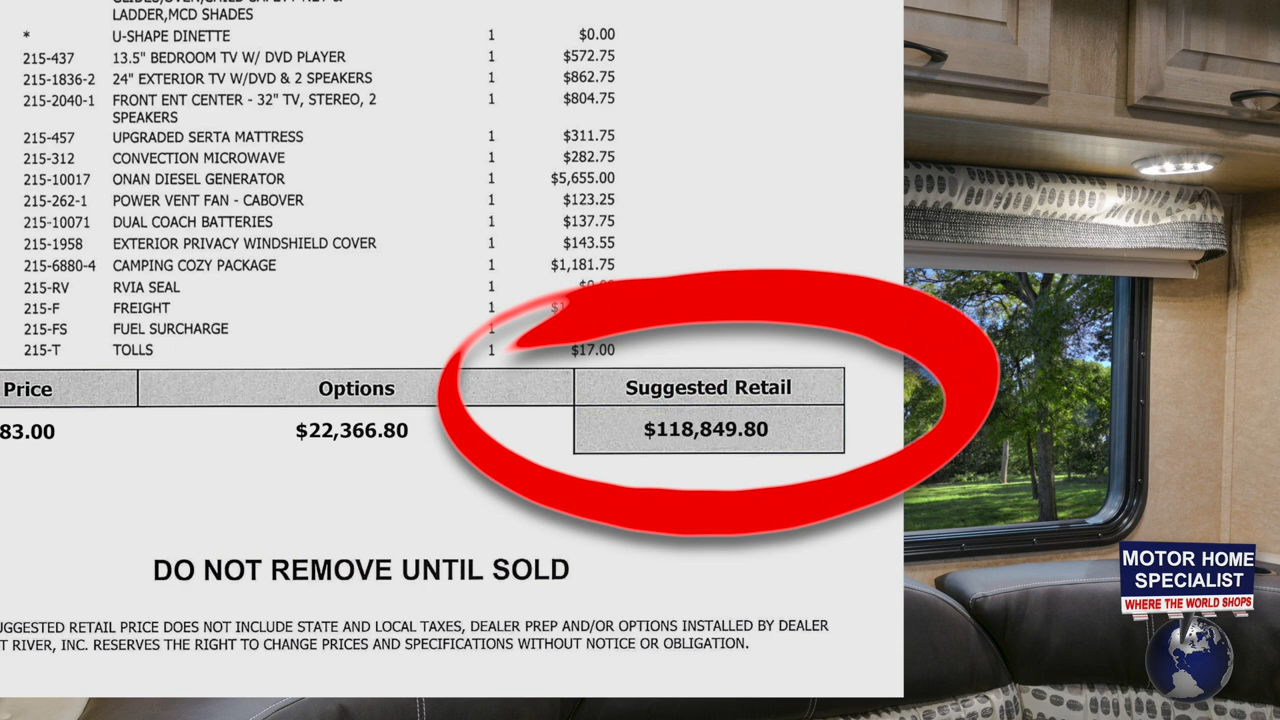 LADDER,MCD SHADES
* U-SHAPE DINETTE 1 $0.00
215-437 13.5" BEDROOM TV W/ DVD PLAYER 1 $572.75
215-1836-2 24" EXTERIOR TV W/DVD & 2 SPEAKERS 1 $862.75
215-2040-1 FRONT ENT CENTER - 32" TV, STEREO, 2 1 $804.75
SPEAKERS
215-457 UPGRADED SERTA MATTRESS 1 $311.75
215-312 CONVECTION MICROWAVE 1 $282.75
215-10017 ONAN DIESEL GENERATOR 1 $5,655.00
215-262-1 POWER VENT FAN - CABOVER 1 $123.25
215-10071 DUAL COACH BATTERIES 1 $137.75
215-1958 EXTERIOR PRIVACY WINDSHIELD COVER 1 $143.55
215-6880-4 CAMPING COZY PACKAGE 1 $1,181.75
215-RV RVIA SEAL 1
215-F FREIGHT 1
215-FS FUEL SURCHARGE 1
215-T TOLLS 1 $17.00
Price Options Suggested Retail
83.00 $22,366.80 $118,849.80
DO NOT REMOVE UNTIL SOLD
UGGESTED RETAIL PRICE DOES NOT INCLUDE STATE AND LOCAL TAXES, DEALER PREP AND/OR OPTIONS INSTALLED BY DEALER
T RIVER, INC. RESERVES THE RIGHT TO CHANGE PRICES AND SPECIFICATIONS WITHOUT NOTICE OR OBLIGATION.
MOTOR HOME
SPECIALIST
WHERE THE WORLD SHOPS